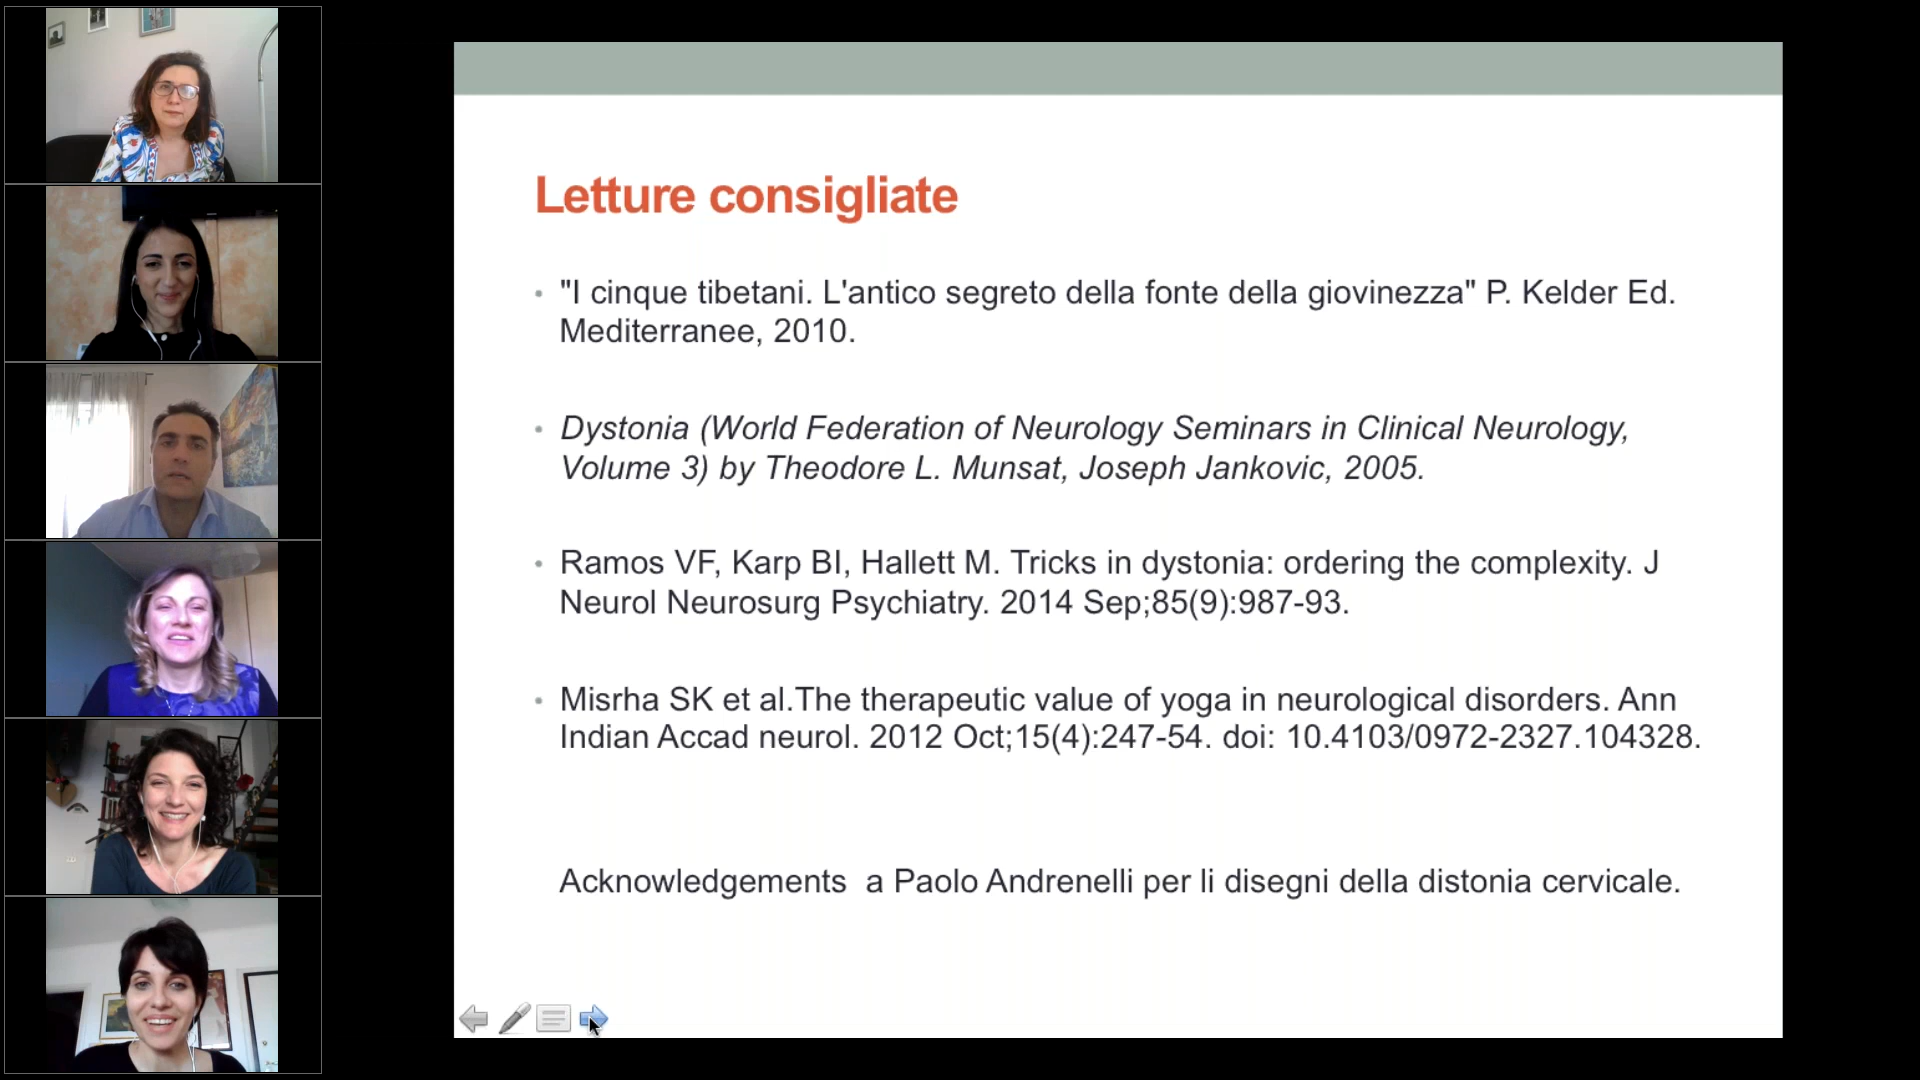 Letture consigliate
"I cinque tibetani. L'antico segreto della fonte della giovinezza" P. Kelder Ed.
Mediterranee, 2010.
Dystonia (World Federation of Neurology Seminars in Clinical Neurology,
Volume 3) by Theodore L. Munsat, Joseph Jankovic, 2005.
Ramos VF, Karp BI, Hallett M. Tricks in dystonia: ordering the complexity. J
Neurol Neurosurg Psychiatry. 2014 Sep;85(9):987-93.
Misrha SK et al.The therapeutic value of yoga in neurological disorders. Ann
Indian Accad neurol. 2012 Oct;15(4):247-54. doi: 10.4103/0972-2327.104328.
Acknowledgements  a Paolo Andrenelli per li disegni della distonia cervicale.